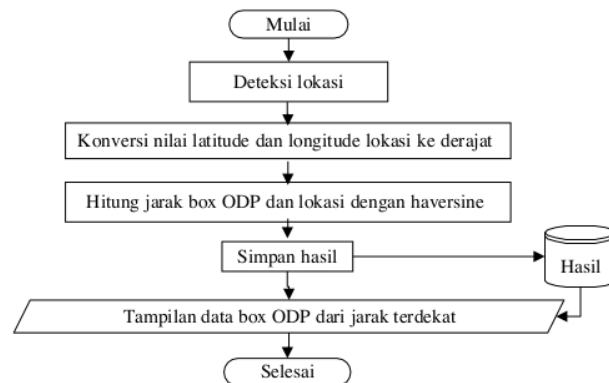 Mulai
Deteksi lokasi
Konversi nilai latitude dan longitude lokasi ke derajat
Hitung jarak box ODP dan lokasi dengan haversine
Simpan hasil
Hasil
Tampilan data box ODP dari jarak terdekat
Selesai